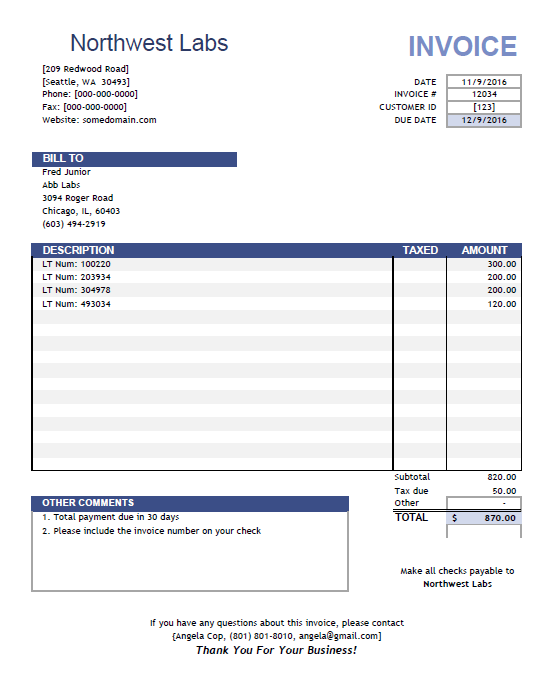 Northwest Labs
INVOICE
[209 Redwood Road]
[Seattle, WA  30493]
Phone: [000-000-0000]
Fax: [000-000-0000]
Website: somedomain.com
DATE 11/9/2016
INVOICE # 12034
CUSTOMER ID [123]
DUE DATE 12/9/2016
BILL TO
Fred Junior
Abb Labs
3094 Roger Road
Chicago, IL, 60403
(603) 494-2919
DESCRIPTION TAXED AMOUNT
LT Num: 100220 300.00
LT Num: 203934 200.00
LT Num: 304978 200.00
LT Num: 493034 120.00
Subtotal 820.00
Tax due 50.00
Other -
TOTAL $ 870.00
OTHER COMMENTS
1. Total payment due in 30 days
2. Please include the invoice number on your check
Make all checks payable to
Northwest Labs
If you have any questions about this invoice, please contact
{Angela Cop, (801) 801-8010, angela@gmail.com]
Thank You For Your Business!